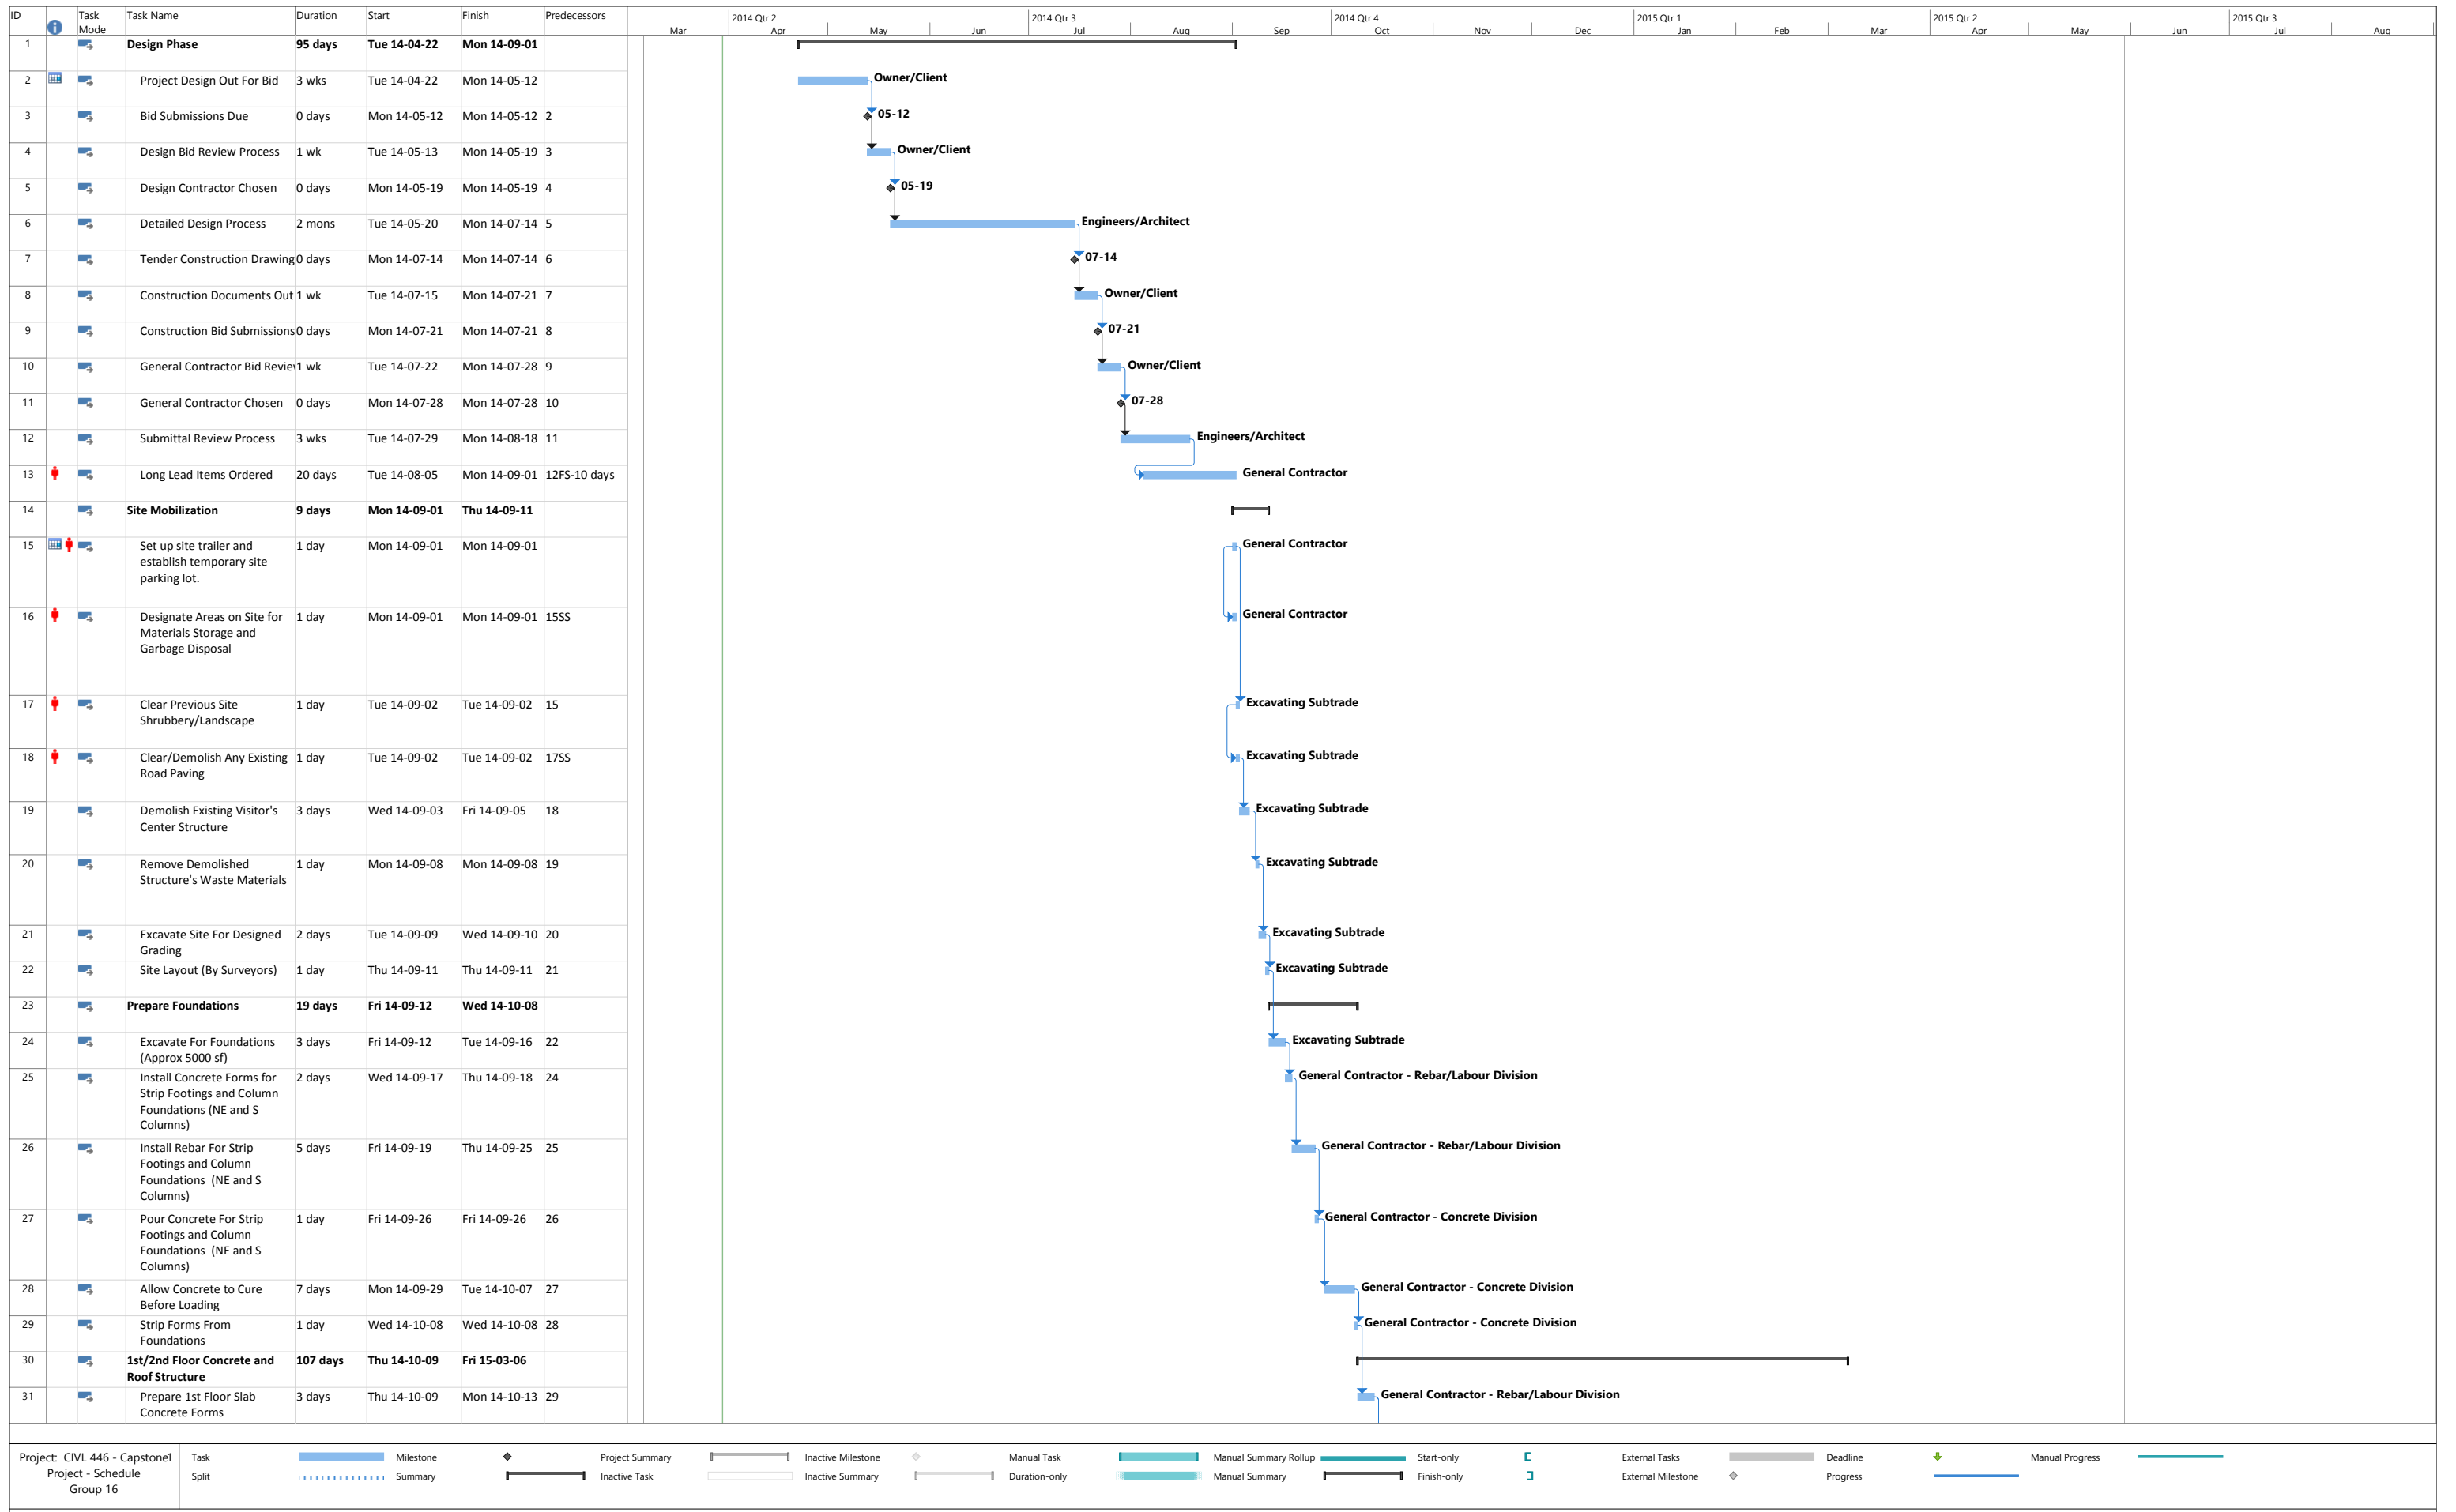 ID Task Mode Task Name Duration Start Finish Predecessors
2014 Qtr 2 2014 Qtr 3 2014 Qtr 4 2015 Qtr 1 2015 Qtr 2 2015 Qtr 3
Mar Apr May Jun Jul Aug Sep Oct Nov Dec Jan Feb Mar Apr May Jun Jul Aug
1 Design Phase 95 days Tue 14-04-22 Mon 14-09-01
2 Project Design Out For Bid 3 wks Tue 14-04-22 Mon 14-05-12 Owner/Client
3 Bid Submissions Due 0 days Mon 14-05-12 Mon 14-05-12 2 05-12
4 Design Bid Review Process 1 wk Tue 14-05-13 Mon 14-05-19 3 Owner/Client
5 Design Contractor Chosen 0 days Mon 14-05-19 Mon 14-05-19 4 05-19
6 Detailed Design Process 2 mons Tue 14-05-20 Mon 14-07-14 5 Engineers/Architect
7 Tender Construction Drawing 0 days Mon 14-07-14 Mon 14-07-14 6 07-14
8 Construction Documents Out 1 wk Tue 14-07-15 Mon 14-07-21 7 Owner/Client
9 Construction Bid Submissions 0 days Mon 14-07-21 Mon 14-07-21 8 07-21
10 General Contractor Bid Revie 1 wk Tue 14-07-22 Mon 14-07-28 9 Owner/Client
11 General Contractor Chosen 0 days Mon 14-07-28 Mon 14-07-28 10 07-28
12 Submittal Review Process 3 wks Tue 14-07-29 Mon 14-08-18 11 Engineers/Architect
13 Long Lead Items Ordered 20 days Tue 14-08-05 Mon 14-09-01 12FS-10 days General Contractor
14 Site Mobilization 9 days Mon 14-09-01 Thu 14-09-11
15 Set up site trailer and 1 day Mon 14-09-01 Mon 14-09-01 General Contractor
establish temporary site
parking lot.
16 Designate Areas on Site for 1 day Mon 14-09-01 Mon 14-09-01 15SS General Contractor
Materials Storage and
Garbage Disposal
17 Clear Previous Site 1 day Tue 14-09-02 Tue 14-09-02 15 Excavating Subtrade
Shrubbery/Landscape
18 Clear/Demolish Any Existing 1 day Tue 14-09-02 Tue 14-09-02 17SS Excavating Subtrade
Road Paving
19 Demolish Existing Visitor's 3 days Wed 14-09-03 Fri 14-09-05 18 Excavating Subtrade
Center Structure
20 Remove Demolished 1 day Mon 14-09-08 Mon 14-09-08 19 Excavating Subtrade
Structure's Waste Materials
21 Excavate Site For Designed 2 days Tue 14-09-09 Wed 14-09-10 20 Excavating Subtrade
Grading
22 Site Layout (By Surveyors) 1 day Thu 14-09-11 Thu 14-09-11 21 Excavating Subtrade
23 Prepare Foundations 19 days Fri 14-09-12 Wed 14-10-08
24 Excavate For Foundations 3 days Fri 14-09-12 Tue 14-09-16 22 Excavating Subtrade
(Approx 5000 sf)
25 Install Concrete Forms for 2 days Wed 14-09-17 Thu 14-09-18 24 General Contractor - Rebar/Labour Division
Strip Footings and Column
Foundations (NE and S
Columns)
26 Install Rebar For Strip 5 days Fri 14-09-19 Thu 14-09-25 25 General Contractor - Rebar/Labour Division
Footings and Column
Foundations (NE and S
Columns)
27 Pour Concrete For Strip 1 day Fri 14-09-26 Fri 14-09-26 26 General Contractor - Concrete Division
Footings and Column
Foundations (NE and S
Columns)
28 Allow Concrete to Cure 7 days Mon 14-09-29 Tue 14-10-07 27 General Contractor - Concrete Division
Before Loading
29 Strip Forms From 1 day Wed 14-10-08 Wed 14-10-08 28 General Contractor - Concrete Division
Foundations
30 1st/2nd Floor Concrete and 107 days Thu 14-10-09 Fri 15-03-06
Roof Structure
31 Prepare 1st Floor Slab 3 days Thu 14-10-09 Mon 14-10-13 29 General Contractor - Rebar/Labour Division
Concrete Forms
Project: CIVL 446 - Capstone1
Project - Schedule
Group 16
Task Milestone Project Summary Inactive Milestone Manual Task Manual Summary Rollup Start-only External Tasks Deadline Manual Progress
Split Summary Inactive Task Inactive Summary Duration-only Manual Summary Finish-only External Milestone Progress